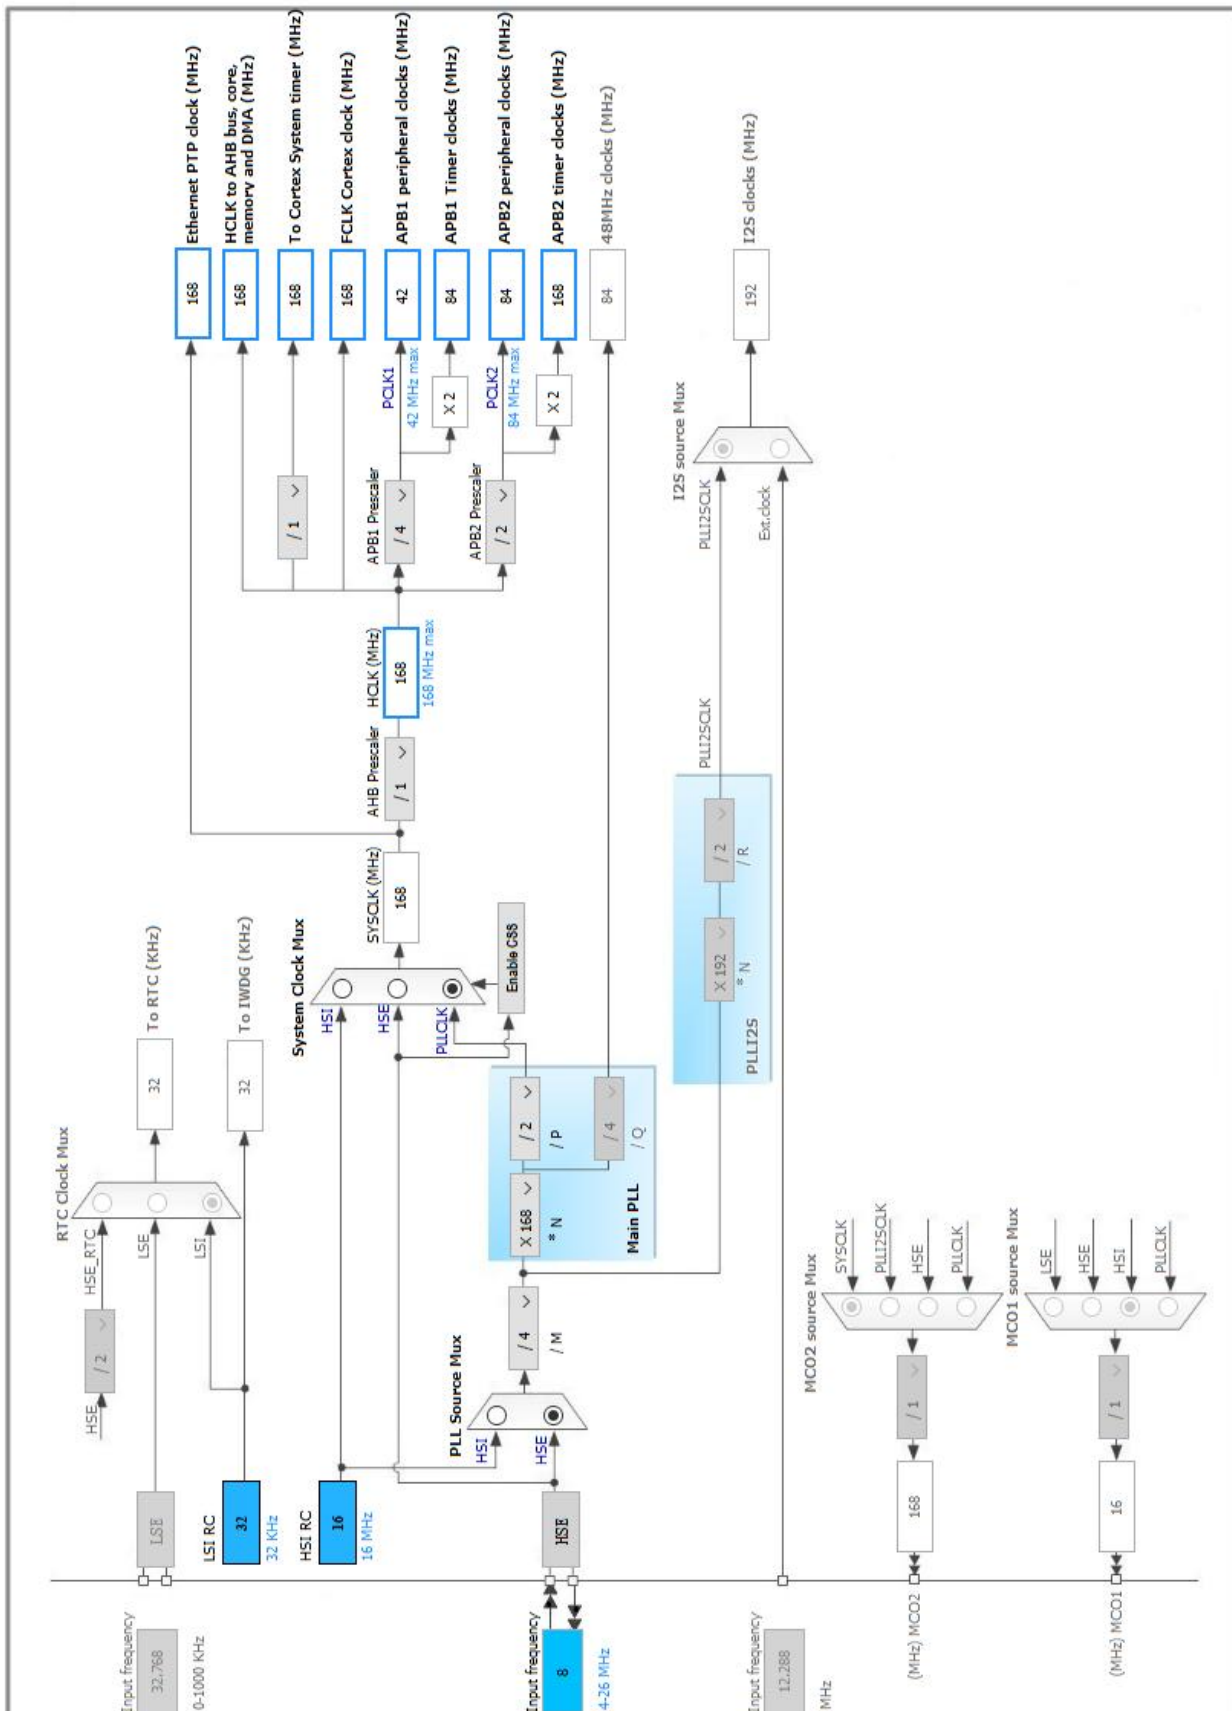 Input frequency
32.768
0-1000 KHz
LSE
LSI RC
32
32 KHz
HSI RC
16
16 MHz
Input frequency
8
4-26 MHz
HSE
Input frequency
12.288
MHz
HSE
/ 2
HSE_RTC
LSE
LSI
RTC Clock Mux
32
To RTC (KHz)
32
To IWDG (KHz)
PLL Source Mux
HSI
HSE
/ 4
/ M
X 168
* N
/ 2
/ P
/ 4
/ Q
Main PLL
System Clock Mux
HSI
HSE
PLLCLK
Enable CSS
SYSCLK (MHz)
168
AHB Prescaler
/ 1
HCLK (MHz)
168
168 MHz max
/ 1
APB1 Prescaler
/ 4
APB2 Prescaler
/ 2
PCLK1
42 MHz max
X 2
PCLK2
84 MHz max
X 2
168
Ethernet PTP clock (MHz)
168
HCLK to AHB bus, core,
memory and DMA (MHz)
168
To Cortex System timer (MHz)
168
FCLK Cortex clock (MHz)
42
APB1 peripheral clocks (MHz)
84
APB1 Timer clocks (MHz)
84
APB2 peripheral clocks (MHz)
168
APB2 timer clocks (MHz)
84
48MHz clocks (MHz)
PLLI2S
X 192
* N
/ 2
/ R
PLLI2SCLK
PLLI2SCLK
Ext.clock
I2S source Mux
192
I2S clocks (MHz)
MCO2 source Mux
SYSCLK
PLLI2SCLK
HSE
PLLCLK
/ 1
168
(MHz) MCO2
MCO1 source Mux
LSE
HSE
HSI
PLLCLK
/ 1
16
(MHz) MCO1